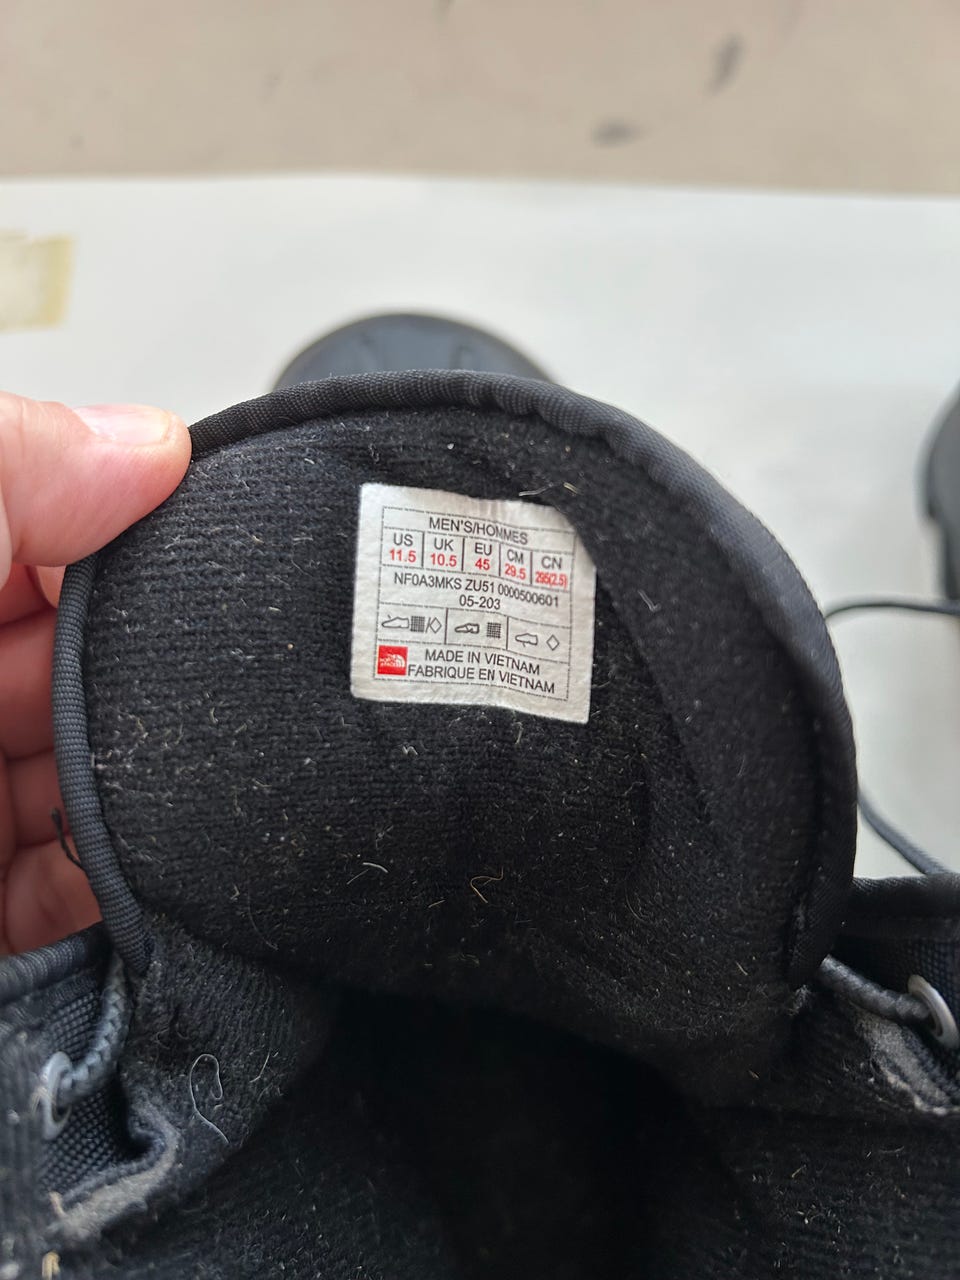 MEN'S/HOMMES
US UK EU CM CN
11.5 10.5 45 29.5 295(2.5)
NF0A3MKS ZU51 0000500601
05-203
MADE IN VIETNAM
FABRIQUE EN VIETNAM